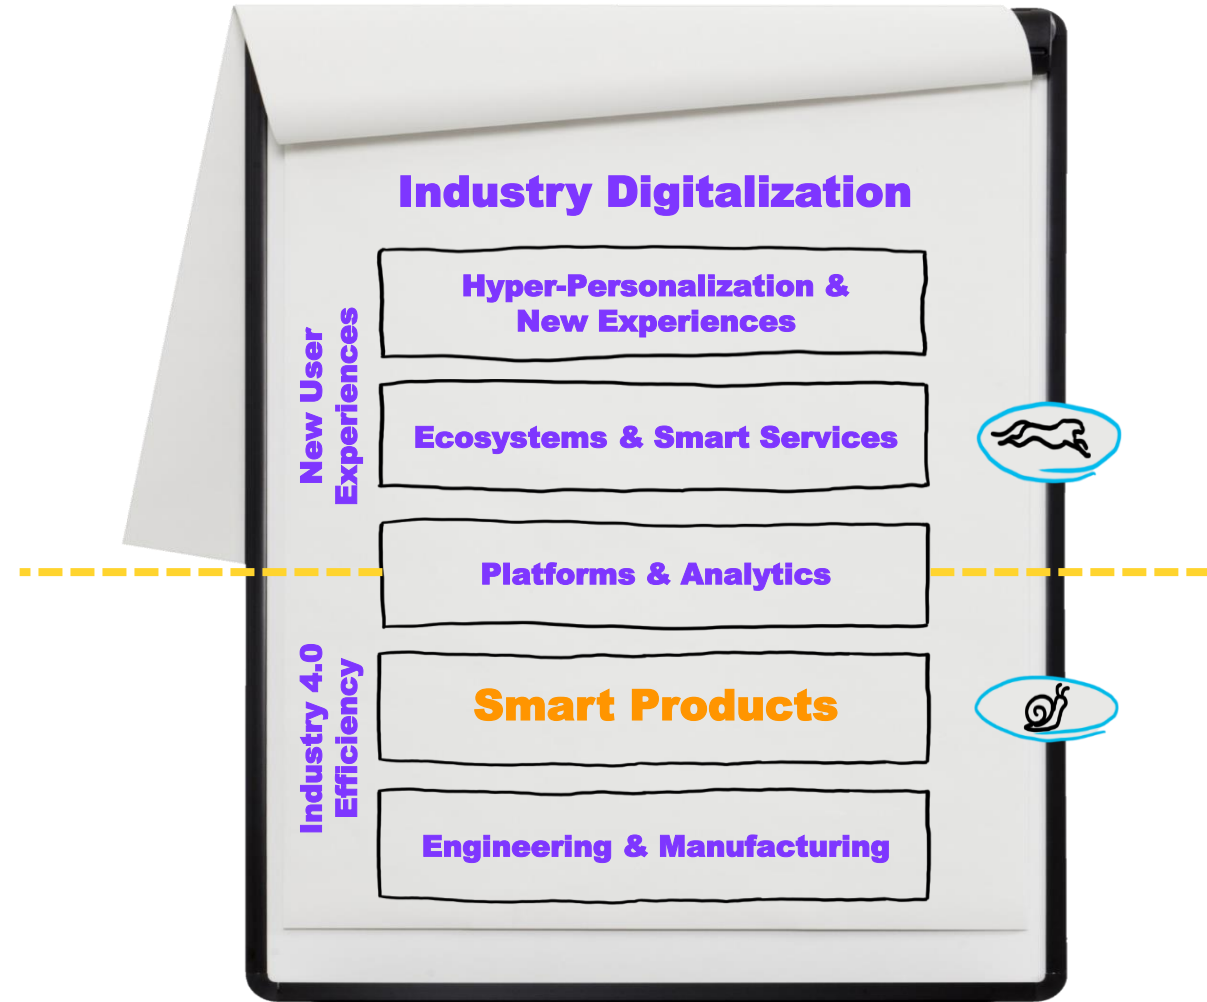 Industry Digitalization
Hyper-Personalization &
New Experiences
New User
Experiences
Ecosystems & Smart Services
Platforms & Analytics
Industry 4.0
Efficiency
Smart Products
Engineering & Manufacturing